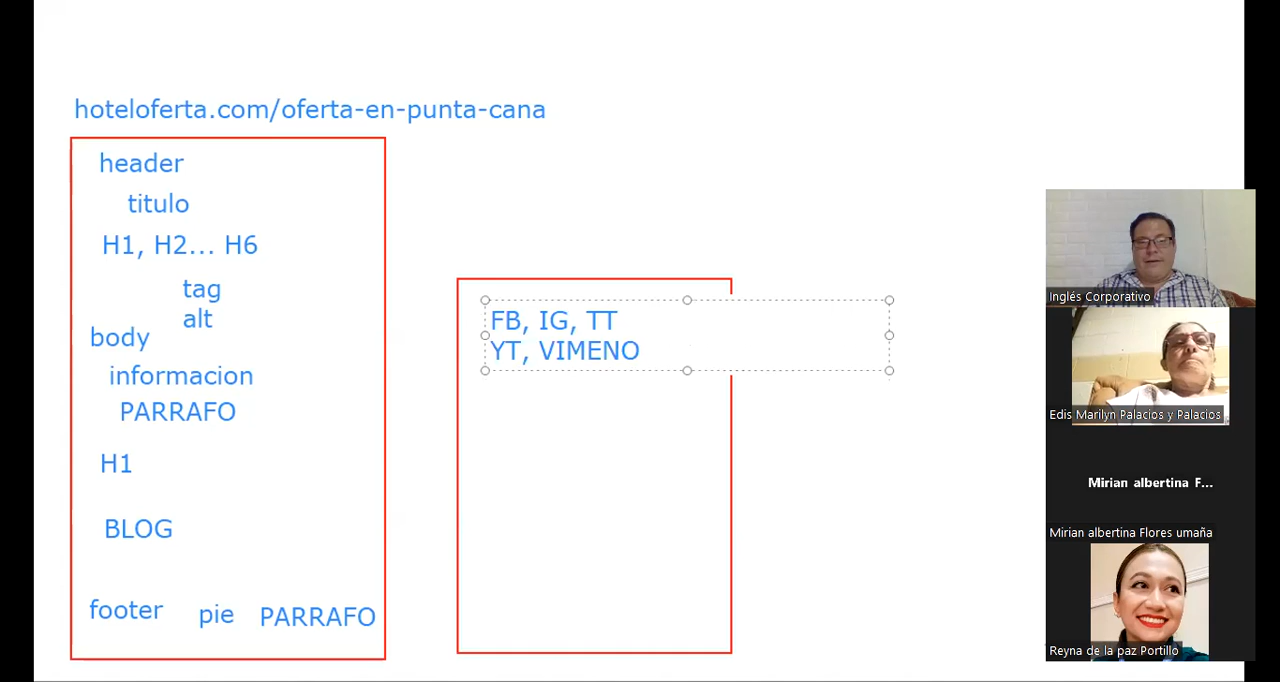 hoteloferta.com/oferta-en-punta-cana
header
titulo
H1, H2... H6
tag
alt
body
informacion
PARRAFO
H1
BLOG
footer pie PARRAFO
FB, IG, TT
YT, VIMENO
Inglés Corporativo
Edis Marilyn Palacios y Palacios
Mirian albertina F...
Mirian albertina Flores umaña
Reyna de la paz Portillo